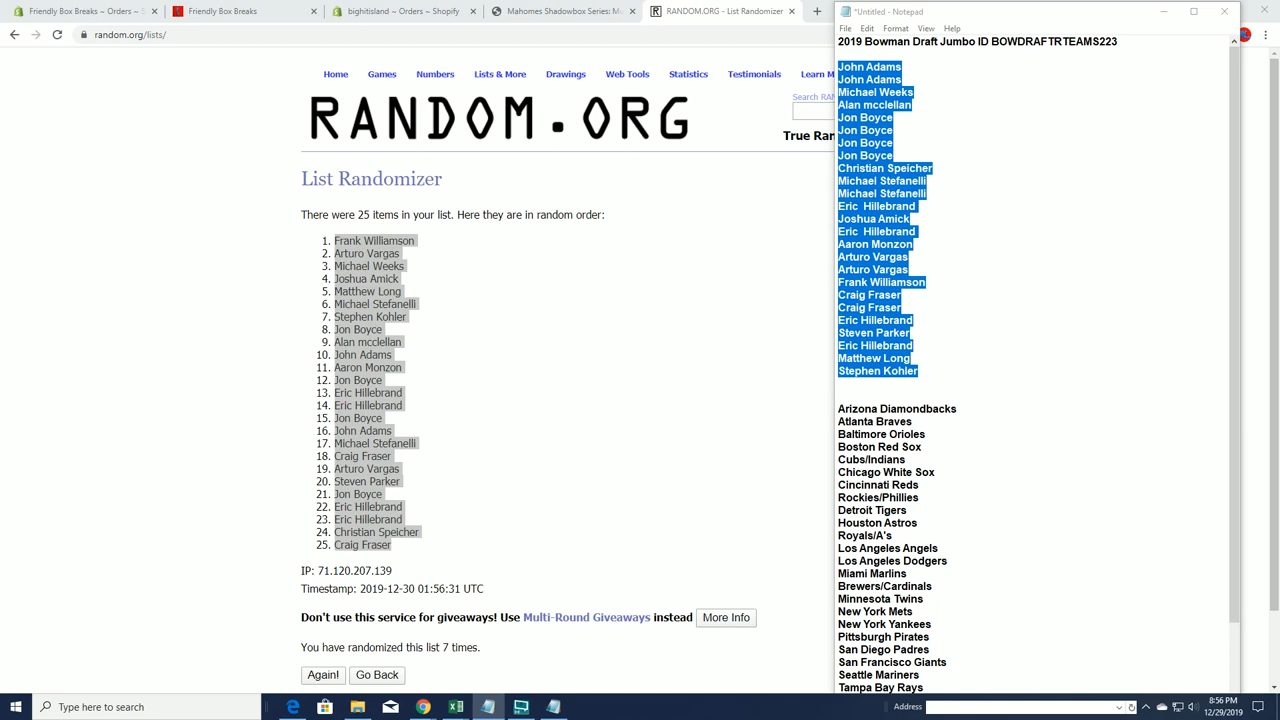 Shadowbox Break
Friendly Box Breaks
bighitisland ~ Orders ~ Shopify
Mahomes Shadowbox Series: Mu
RANDOM.ORG - List Randomizer
random.org/lists/
Home Games Numbers Lists & More Drawings Web Tools Statistics Testimonials Learn M
Search RAN
RANDOM.ORG
True Ran
List Randomizer
There were 25 items in your list. Here they are in random order:
1. Frank Williamson
2. Arturo Vargas
3. Michael Weeks
4. Joshua Amick
5. Matthew Long
6. Michael Stefanelli
7. Stephen Kohler
8. Jon Boyce
9. Alan mcclellan
10. John Adams
11. Aaron Monzon
12. Jon Boyce
13. Eric Hillebrand
14. Eric Hillebrand
15. Jon Boyce
16. John Adams
17. Michael Stefanelli
18. Craig Fraser
19. Arturo Vargas
20. Steven Parker
21. Jon Boyce
22. Eric Hillebrand
23. Eric Hillebrand
24. Christian Speicher
25. Craig Fraser
IP: 71.120.207.139
Timestamp: 2019-12-30 01:56:31 UTC
Don't use this service for giveaways! Use Multi-Round Giveaways instead More Info
You have randomized this list 7 times.
Again! Go Back
*Untitled - Notepad
File Edit Format View Help
2019 Bowman Draft Jumbo ID BOWDRAFTRTEAMS223
John Adams
John Adams
Michael Weeks
Alan mcclellan
Jon Boyce
Jon Boyce
Jon Boyce
Jon Boyce
Christian Speicher
Michael Stefanelli
Michael Stefanelli
Eric  Hillebrand
Joshua Amick
Eric  Hillebrand
Aaron Monzon
Arturo Vargas
Arturo Vargas
Frank Williamson
Craig Fraser
Craig Fraser
Eric Hillebrand
Steven Parker
Eric Hillebrand
Matthew Long
Stephen Kohler
Arizona Diamondbacks
Atlanta Braves
Baltimore Orioles
Boston Red Sox
Cubs/Indians
Chicago White Sox
Cincinnati Reds
Rockies/Phillies
Detroit Tigers
Houston Astros
Royals/A's
Los Angeles Angels
Los Angeles Dodgers
Miami Marlins
Brewers/Cardinals
Minnesota Twins
New York Mets
New York Yankees
Pittsburgh Pirates
San Diego Padres
San Francisco Giants
Seattle Mariners
Tampa Bay Rays
Type here to search
Address
8:56 PM
12/29/2019